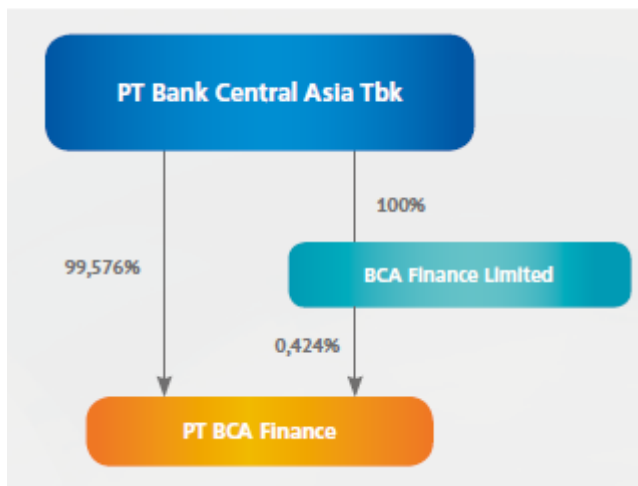 PT Bank Central Asia Tbk
100%
99,576%
BCA Finance Limited
0,424%
PT BCA Finance